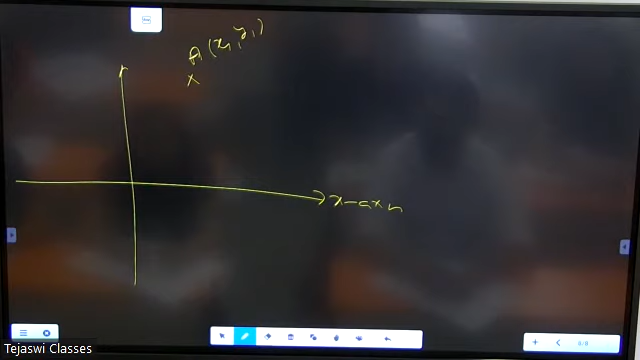 A(x₁, y₁)
x
x-axis
Tejaswi Classes